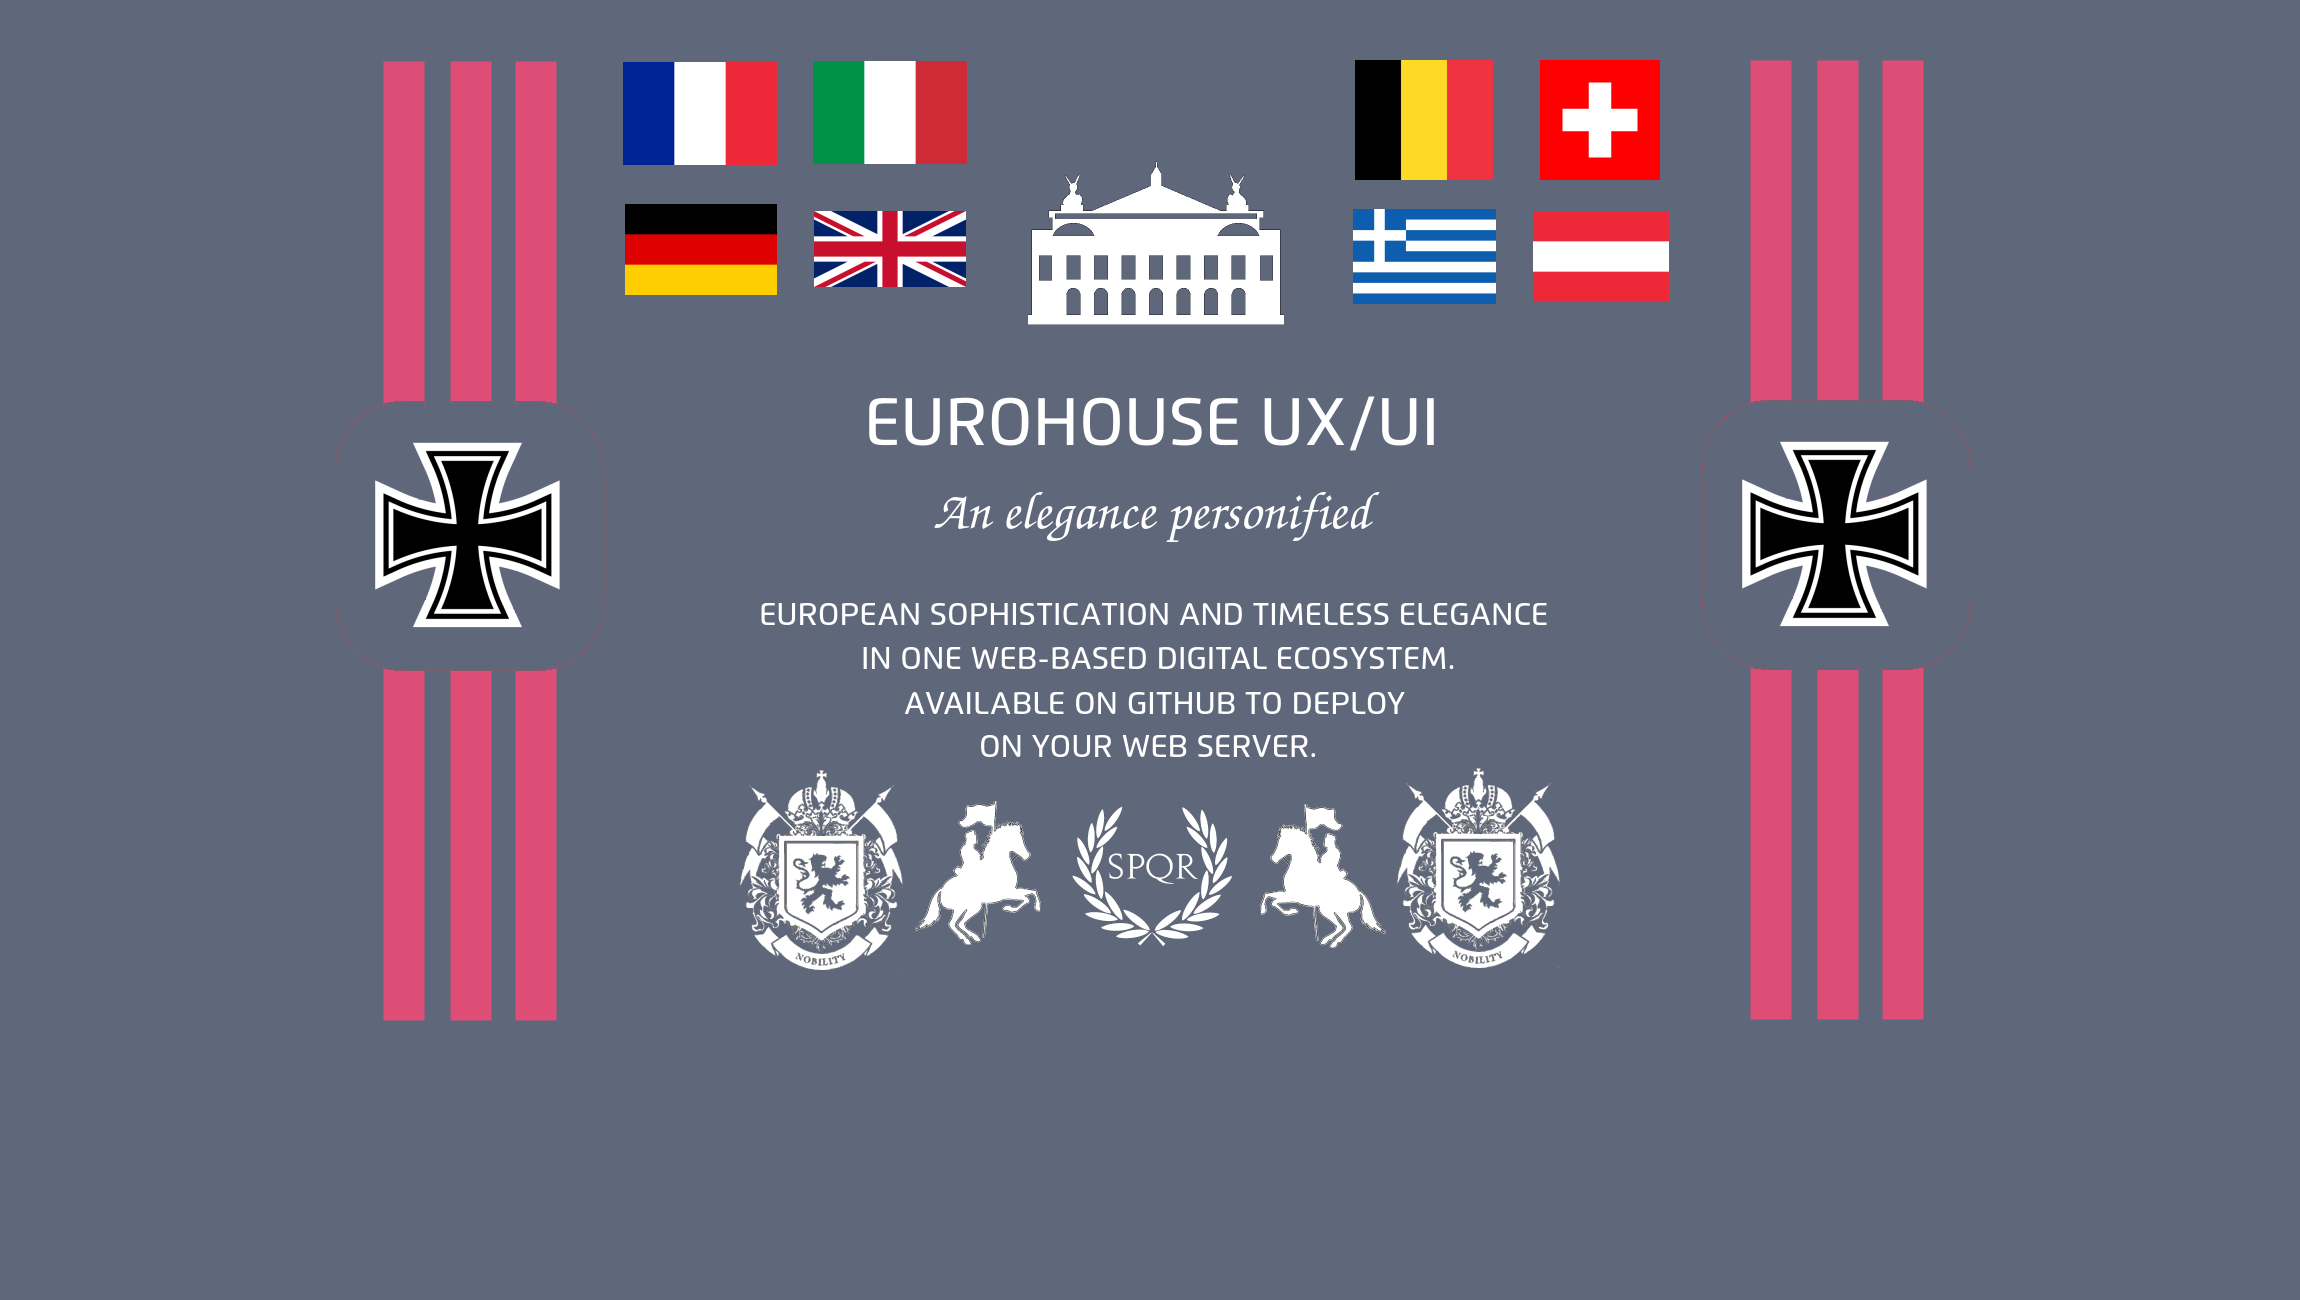 EUROHOUSE UX/UI
An elegance personified
EUROPEAN SOPHISTICATION AND TIMELESS ELEGANCE
IN ONE WEB-BASED DIGITAL ECOSYSTEM.
AVAILABLE ON GITHUB TO DEPLOY
ON YOUR WEB SERVER.
SPQR
NOBILITY
NOBILITY